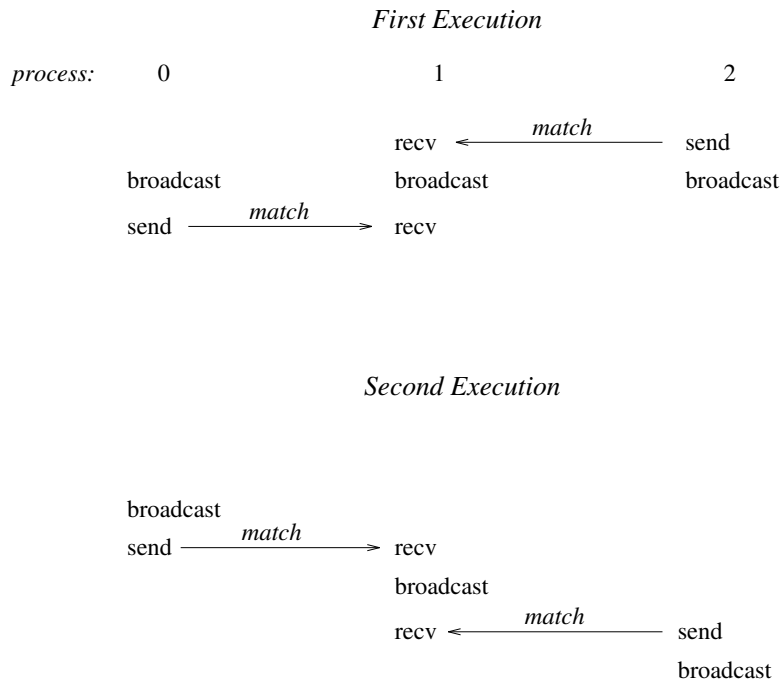 First Execution
process: 0 1 2
match
recv send
broadcast broadcast broadcast
match
send recv
Second Execution
broadcast
match
send recv
broadcast
match
recv send
broadcast